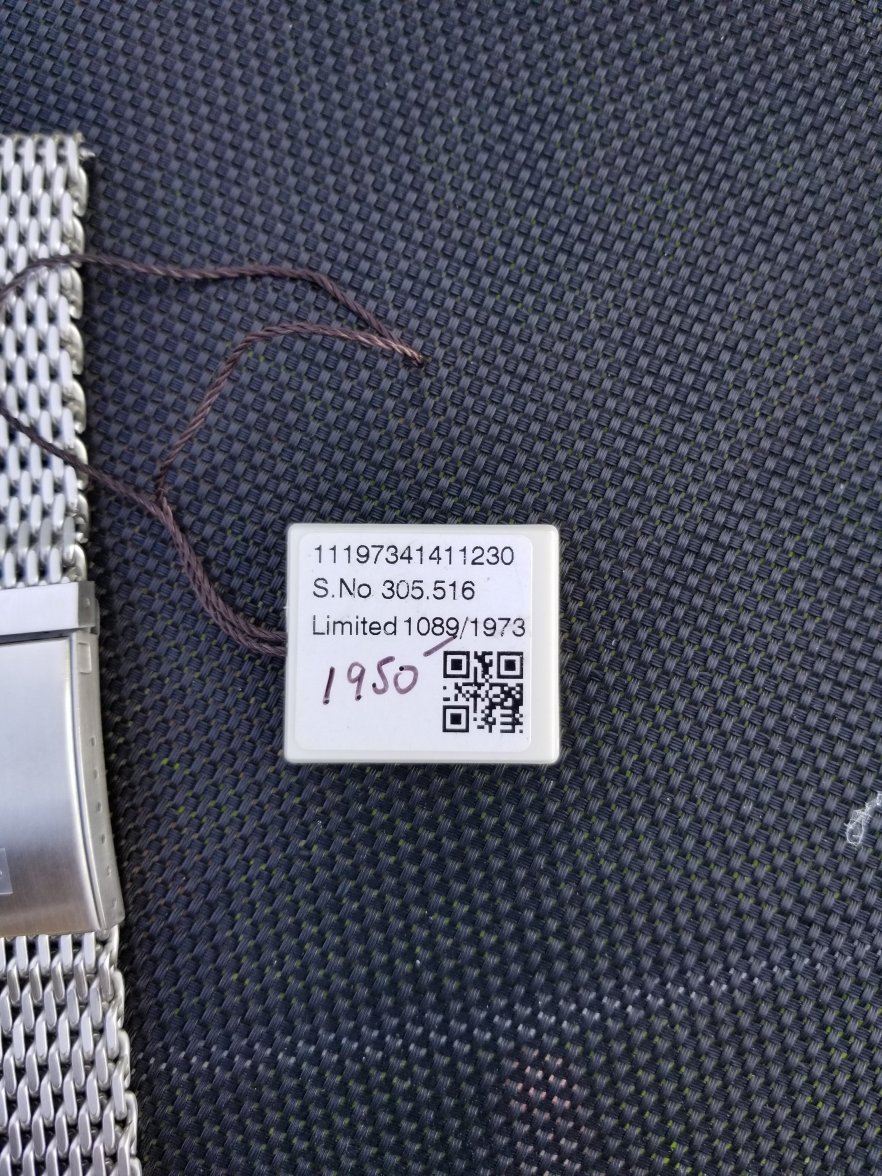 11197341411230
S.No 305.516
Limited 1089/1973
1950 —